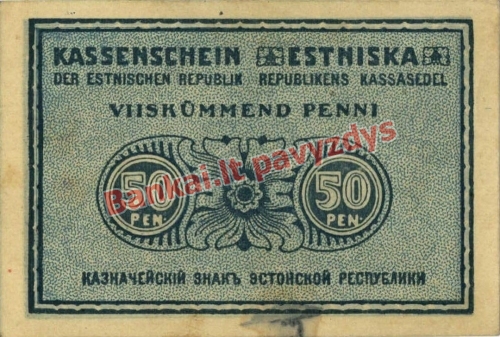 KASSENSCHEIN ESTNISKA
DER ESTNISCHEN REPUBLIK REPUBLIKENS KASSASEDEL
VIISKÜMMEND PENNI
Bankai.lt pavyzdys
50 PEN. 50 PEN.
КАЗНАЧЕЙСКІЙ ЗНАКЪ ЭСТОНСКОЙ РЕСПУБЛИКИ